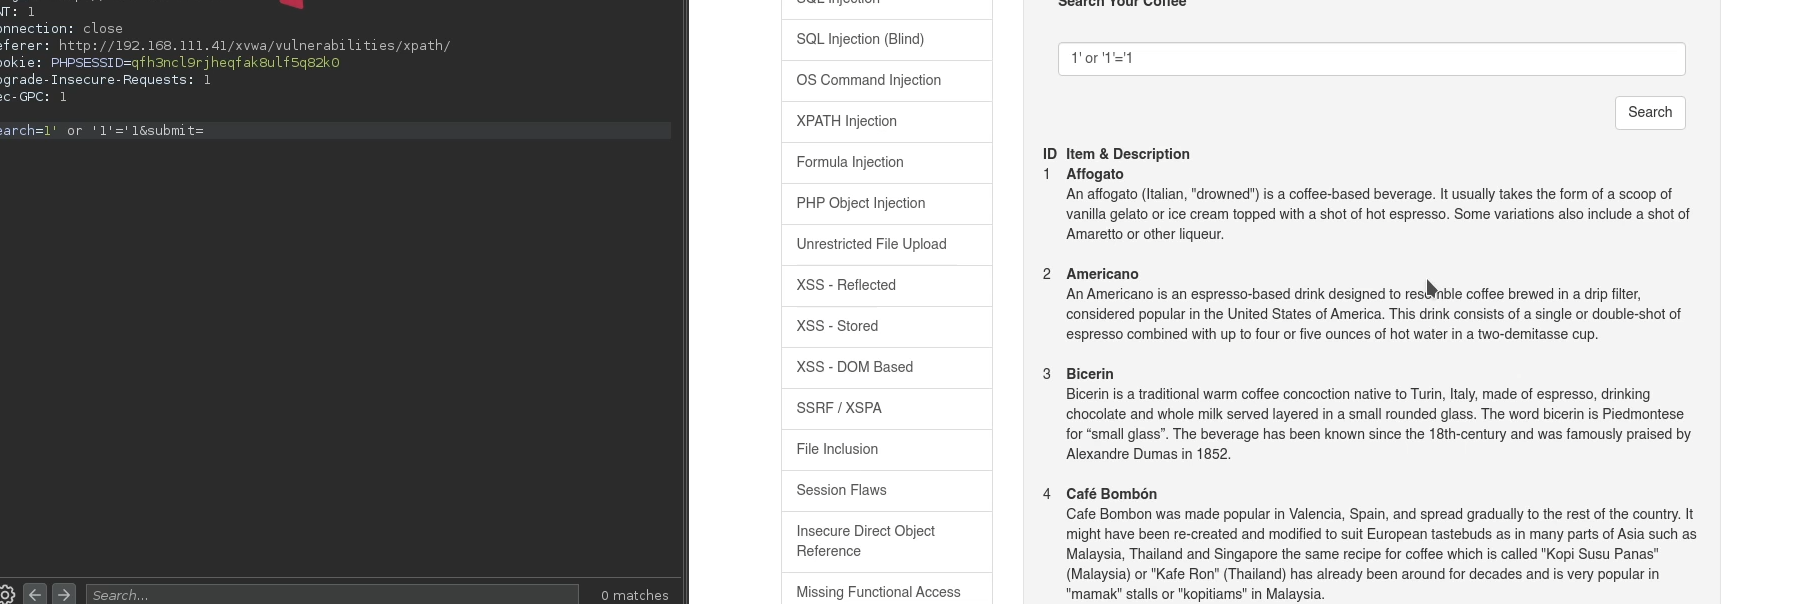 NT: 1
onnection: close
eferer: http://192.168.111.41/xvwa/vulnerabilities/xpath/
ookie: PHPSESSID=qfh3ncl9rjheqfak8ulf5q82k0
pgrade-Insecure-Requests: 1
ec-GPC: 1
earch=1' or '1'='1&submit=
Search...
0 matches
SQL Injection
SQL Injection (Blind)
OS Command Injection
XPATH Injection
Formula Injection
PHP Object Injection
Unrestricted File Upload
XSS - Reflected
XSS - Stored
XSS - DOM Based
SSRF / XSPA
File Inclusion
Session Flaws
Insecure Direct Object
Reference
Missing Functional Access
Search Your Coffee
1' or '1'='1
Search
ID Item & Description
1 Affogato
An affogato (Italian, "drowned") is a coffee-based beverage. It usually takes the form of a scoop of
vanilla gelato or ice cream topped with a shot of hot espresso. Some variations also include a shot of
Amaretto or other liqueur.
2 Americano
An Americano is an espresso-based drink designed to resemble coffee brewed in a drip filter,
considered popular in the United States of America. This drink consists of a single or double-shot of
espresso combined with up to four or five ounces of hot water in a two-demitasse cup.
3 Bicerin
Bicerin is a traditional warm coffee concoction native to Turin, Italy, made of espresso, drinking
chocolate and whole milk served layered in a small rounded glass. The word bicerin is Piedmontese
for “small glass”. The beverage has been known since the 18th-century and was famously praised by
Alexandre Dumas in 1852.
4 Café Bombón
Cafe Bombon was made popular in Valencia, Spain, and spread gradually to the rest of the country. It
might have been re-created and modified to suit European tastebuds as in many parts of Asia such as
Malaysia, Thailand and Singapore the same recipe for coffee which is called "Kopi Susu Panas"
(Malaysia) or "Kafe Ron" (Thailand) has already been around for decades and is very popular in
"mamak" stalls or "kopitiams" in Malaysia.